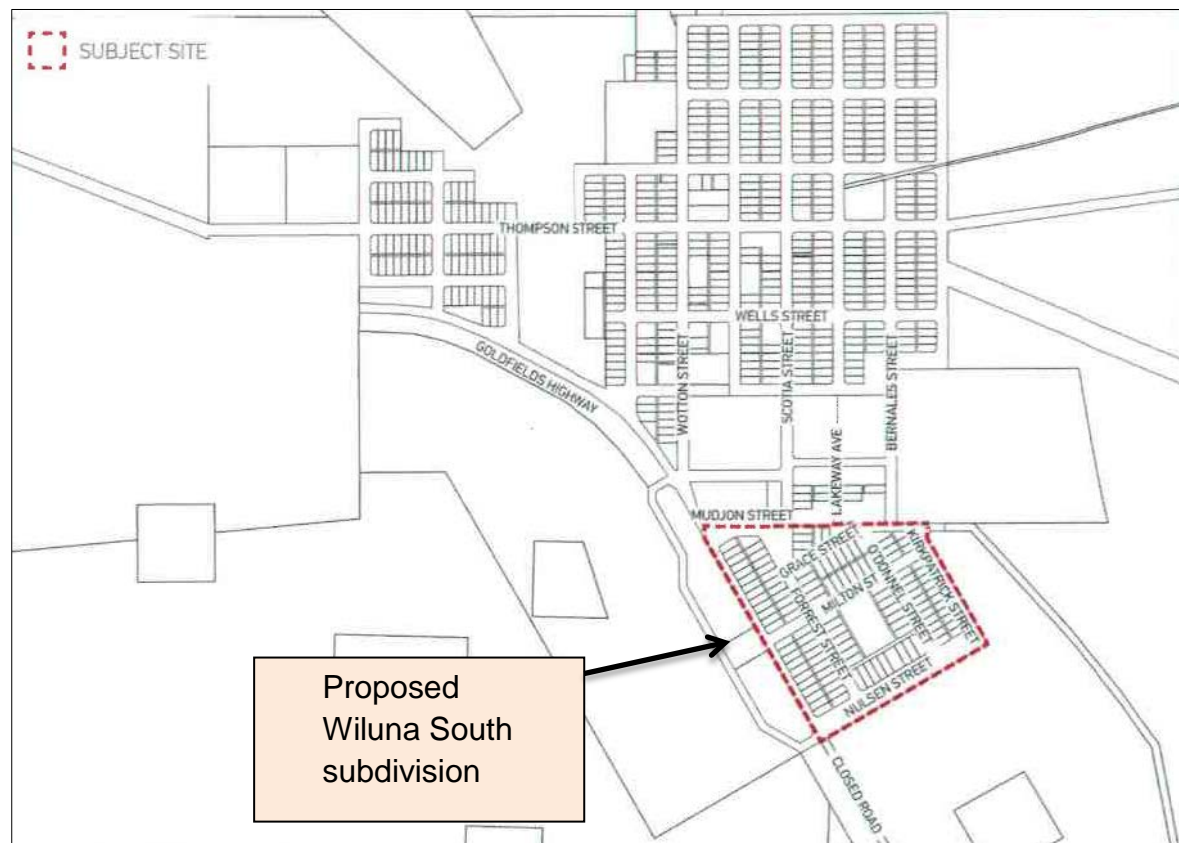 SUBJECT SITE
THOMPSON STREET
WELLS STREET
GOLDFIELDS HIGHWAY
WOTTON STREET
SCOTIA STREET
LAKEWAY AVE
BERNALES STREET
MUDJON STREET
GRACE STREET
KIRKPATRICK STREET
O'DONNEL STREET
MILTON ST
FORREST STREET
NULSEN STREET
Proposed
Wiluna South
subdivision
CLOSED ROAD